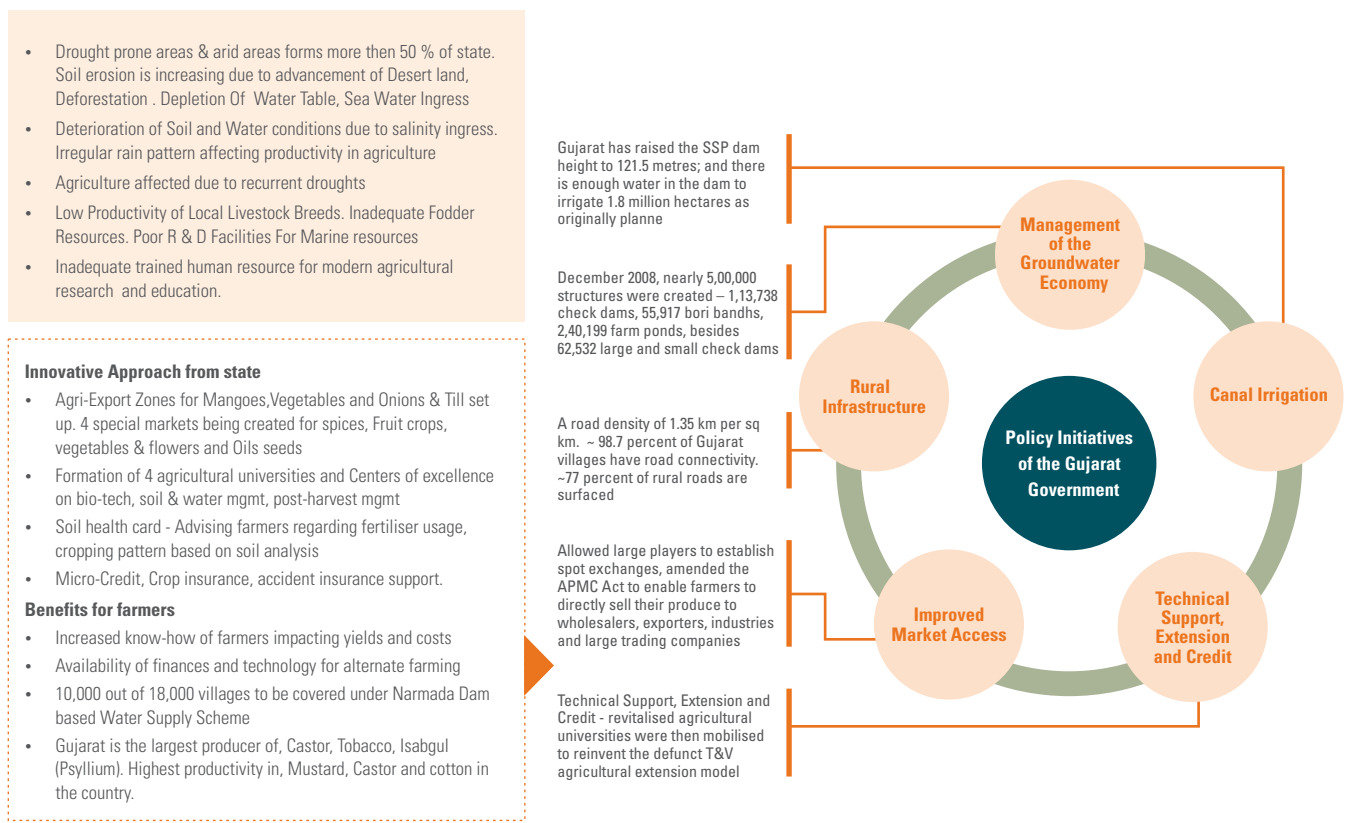 • Drought prone areas & arid areas forms more then 50 % of state.
Soil erosion is increasing due to advancement of Desert land,
Deforestation . Depletion Of Water Table, Sea Water Ingress
• Deterioration of Soil and Water conditions due to salinity ingress.
Irregular rain pattern affecting productivity in agriculture
• Agriculture affected due to recurrent droughts
• Low Productivity of Local Livestock Breeds. Inadequate Fodder
Resources. Poor R & D Facilities For Marine resources
• Inadequate trained human resource for modern agricultural
research and education.
Innovative Approach from state
• Agri-Export Zones for Mangoes,Vegetables and Onions & Till set
up. 4 special markets being created for spices, Fruit crops,
vegetables & flowers and Oils seeds
• Formation of 4 agricultural universities and Centers of excellence
on bio-tech, soil & water mgmt, post-harvest mgmt
• Soil health card - Advising farmers regarding fertiliser usage,
cropping pattern based on soil analysis
• Micro-Credit, Crop insurance, accident insurance support.
Benefits for farmers
• Increased know-how of farmers impacting yields and costs
• Availability of finances and technology for alternate farming
• 10,000 out of 18,000 villages to be covered under Narmada Dam
based Water Supply Scheme
• Gujarat is the largest producer of, Castor, Tobacco, Isabgul
(Psyllium). Highest productivity in, Mustard, Castor and cotton in
the country.
Gujarat has raised the SSP dam
height to 121.5 metres; and there
is enough water in the dam to
irrigate 1.8 million hectares as
originally planne
December 2008, nearly 5,00,000
structures were created – 1,13,738
check dams, 55,917 bori bandhs,
2,40,199 farm ponds, besides
62,532 large and small check dams
A road density of 1.35 km per sq
km. ~ 98.7 percent of Gujarat
villages have road connectivity.
~77 percent of rural roads are
surfaced
Allowed large players to establish
spot exchanges, amended the
APMC Act to enable farmers to
directly sell their produce to
wholesalers, exporters, industries
and large trading companies
Technical Support, Extension and
Credit - revitalised agricultural
universities were then mobilised
to reinvent the defunct T&V
agricultural extension model
Management
of the
Groundwater
Economy
Rural
Infrastructure
Canal Irrigation
Policy Initiatives
of the Gujarat
Government
Improved
Market Access
Technical
Support,
Extension
and Credit